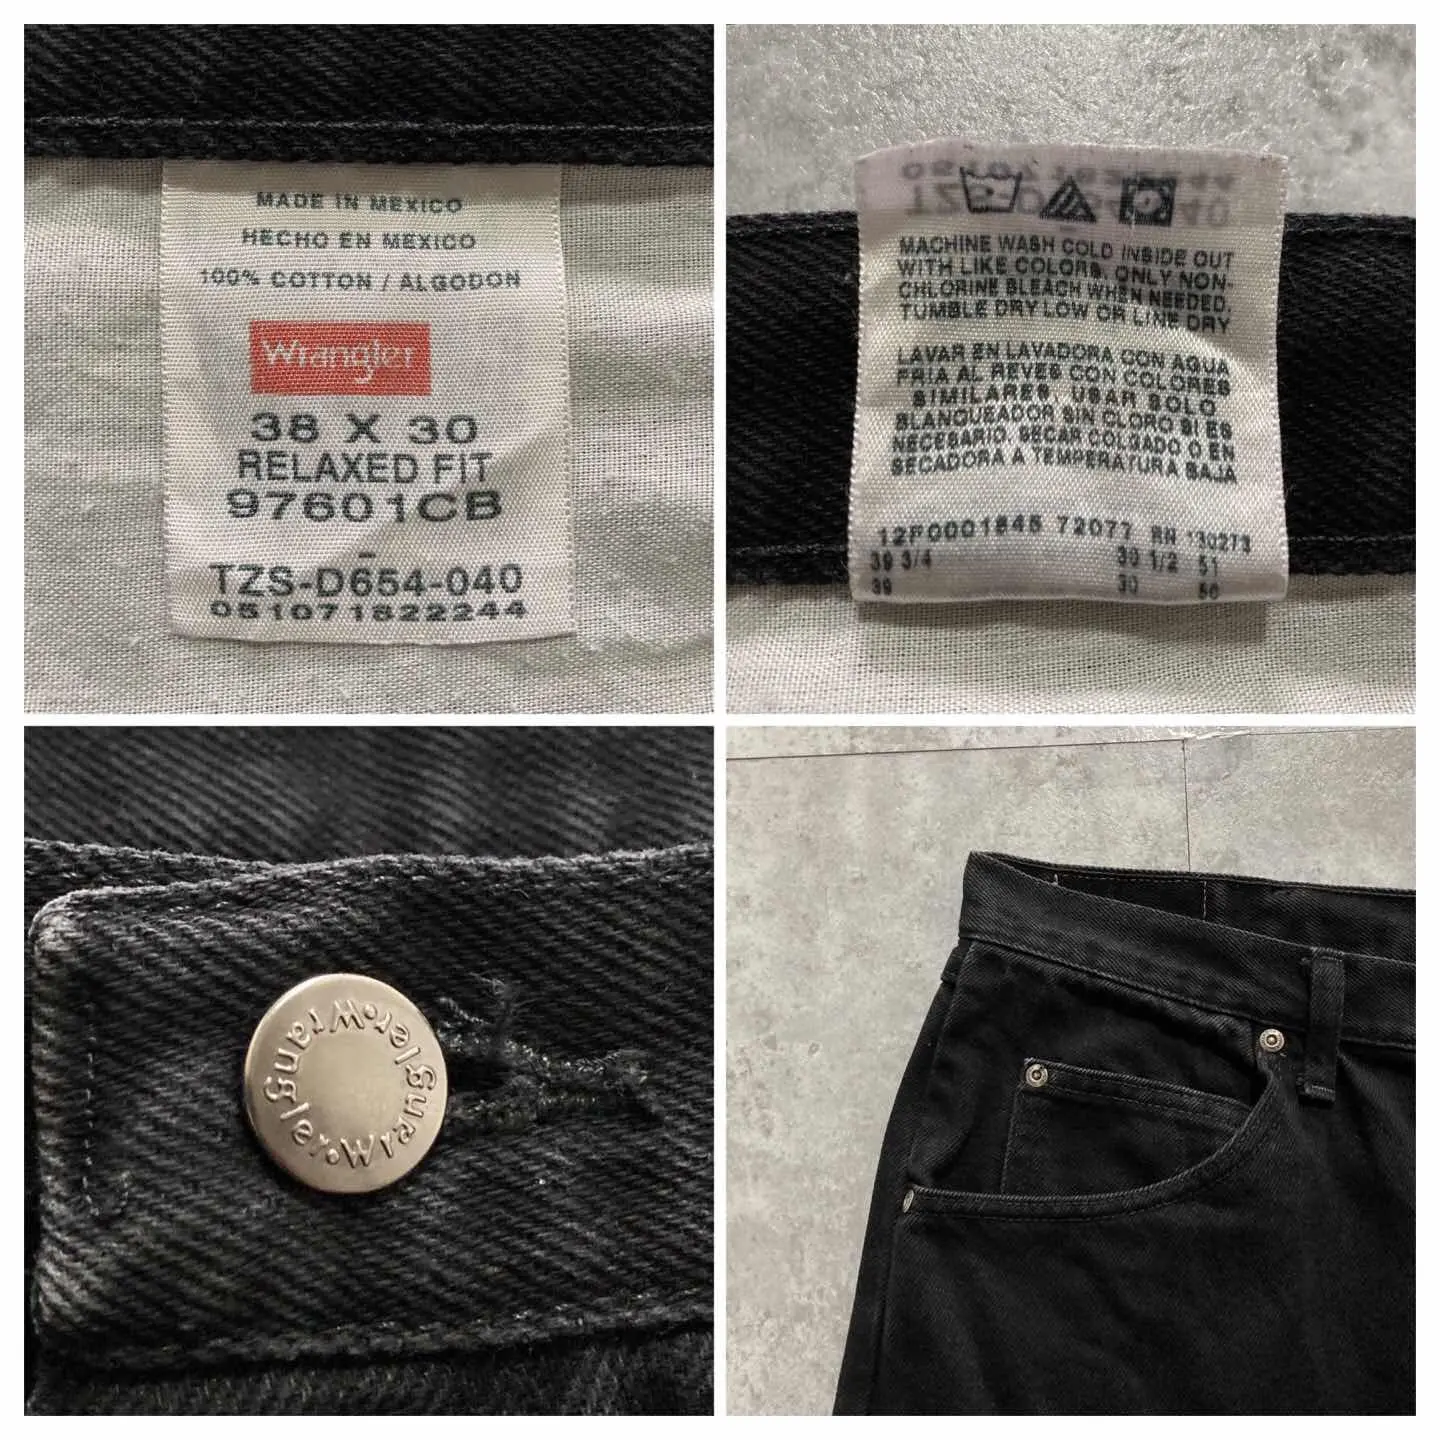 MADE IN MEXICO
HECHO EN MEXICO
100% COTTON / ALGODON
Wrangler
38 X 30
RELAXED FIT
97601CB
-
TZS-D654-040
051071822244
MACHINE WASH COLD INSIDE OUT
WITH LIKE COLORS, ONLY NON-
CHLORINE BLEACH WHEN NEEDED,
TUMBLE DRY LOW OR LINE DRY
LAVAR EN LAVADORA CON AGUA
FRIA AL REVES CON COLORES
SIMILARES, USAR SOLO
BLANQUEADOR SIN CLORO SI ES
NECESARIO, SECAR COLGADO O EN
SECADORA A TEMPERATURA BAJA
12F0001845 72077 RN 130273
39 3/4 30 1/2 51
39 30 50
Wrangler•Wrangler•